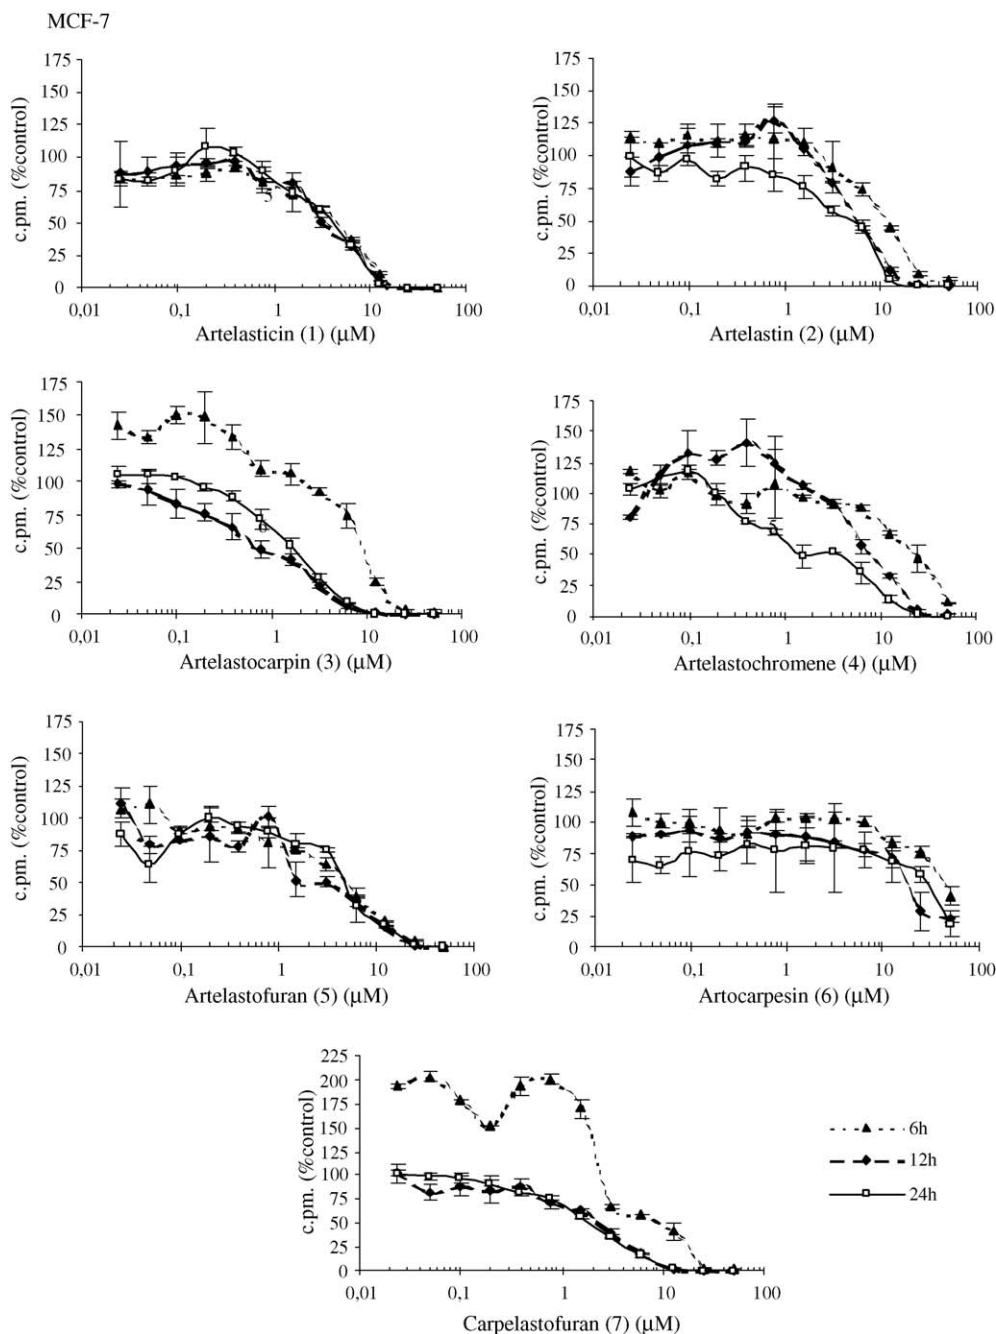 MCF-7
c.pm. (%control)
175
150
125
100
75
50
25
0
0,01 0,1 1 10 100
Artelasticin (1) (μM)
c.pm. (%control)
175
150
125
100
75
50
25
0
0,01 0,1 1 10 100
Artelastin (2) (μM)
c.pm. (%control)
175
150
125
100
75
50
25
0
0,01 0,1 1 10 100
Artelastocarpin (3) (μM)
c.pm. (%control)
175
150
125
100
75
50
25
0
0,01 0,1 1 10 100
Artelastochromene (4) (μM)
c.pm. (%control)
175
150
125
100
75
50
25
0
0,01 0,1 1 10 100
Artelastofuran (5) (μM)
c.pm. (%control)
175
150
125
100
75
50
25
0
0,01 0,1 1 10 100
Artocarpesin (6) (μM)
c.pm. (%control)
225
200
175
150
125
100
75
50
25
0
0,01 0,1 1 10 100
Carpelastofuran (7) (μM)
6h
12h
24h